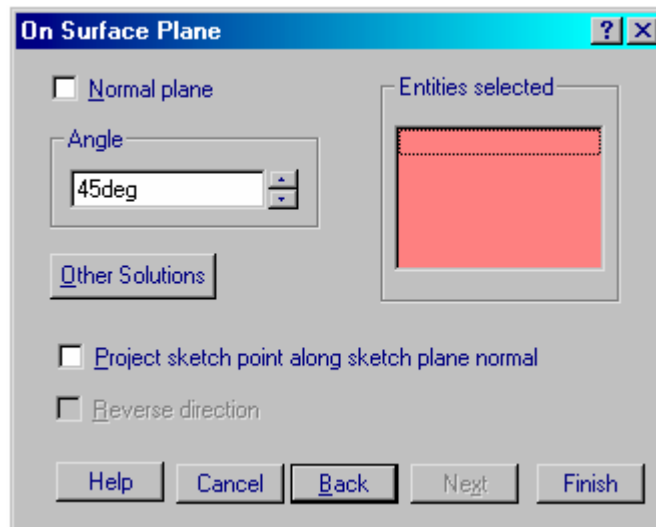 On Surface Plane
Normal plane
Entities selected
Angle
45deg
Other Solutions
Project sketch point along sketch plane normal
Reverse direction
Help Cancel Back Next Finish